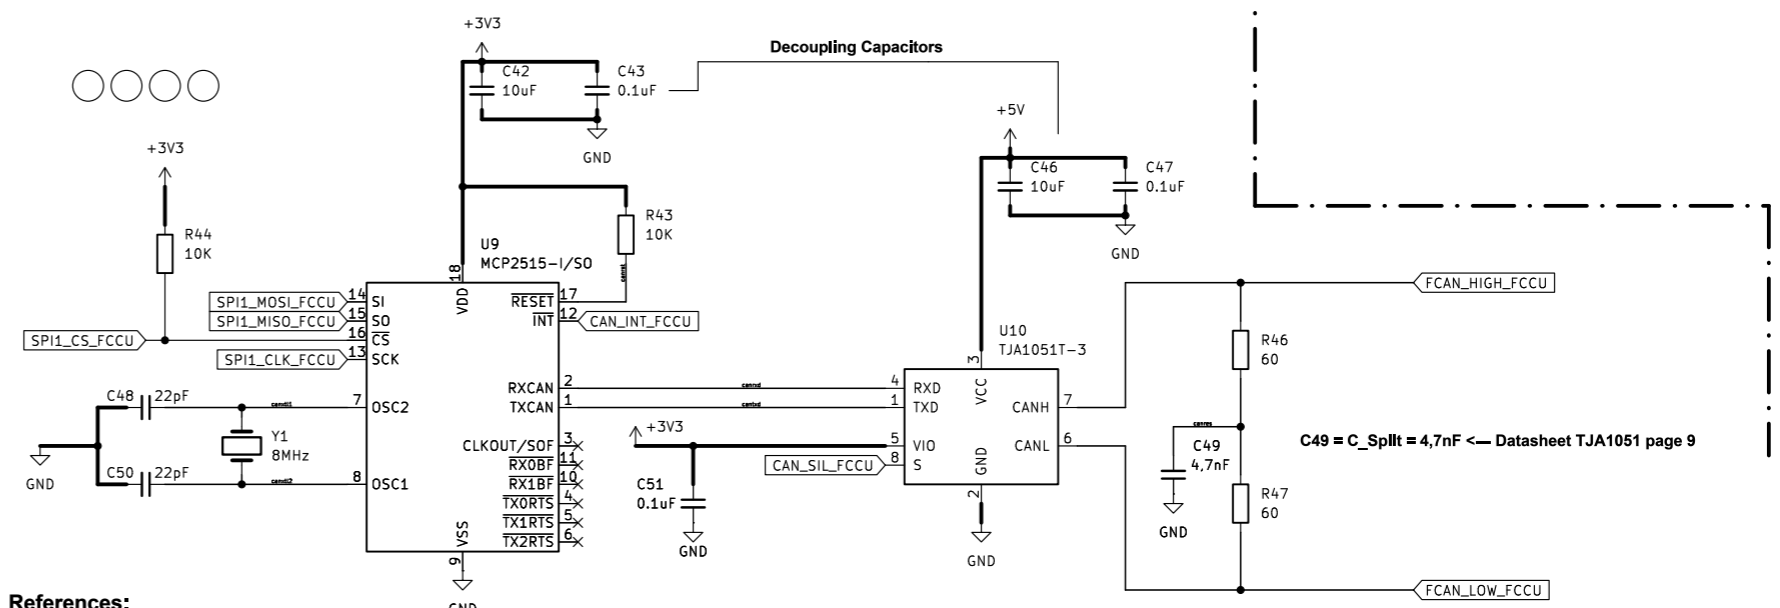 +3V3
Decoupling Capacitors
C42
10uF
C43
0.1uF
GND
+5V
C46
10uF
C47
0.1uF
GND
+3V3
R44
10K
R43
10K
U9
MCP2515-I/SO
18
VDD
SPI1_MOSI_FCCU
14
SI
SPI1_MISO_FCCU
15
SO
SPI1_CS_FCCU
16
CS
SPI1_CLK_FCCU
13
SCK
RESET
17
canrst
INT
12
CAN_INT_FCCU
RXCAN
2
canrxd
TXCAN
1
cantxd
C48
22pF
7
OSC2
Y1
8MHz
C50
22pF
8
OSC1
GND
CLKOUT/SOF
3
RX0BF
11
RX1BF
10
TX0RTS
4
TX1RTS
5
TX2RTS
6
VSS
9
GND
+3V3
C51
0.1uF
GND
U10
TJA1051T-3
3
VCC
4
RXD
1
TXD
5
VIO
CAN_SIL_FCCU
8
S
GND
2
GND
CANH
7
CANL
6
FCAN_HIGH_FCCU
R46
60
canres
C49
4,7nF
GND
C49 = C_Split = 4,7nF <--- Datasheet TJA1051 page 9
R47
60
FCAN_LOW_FCCU
References: